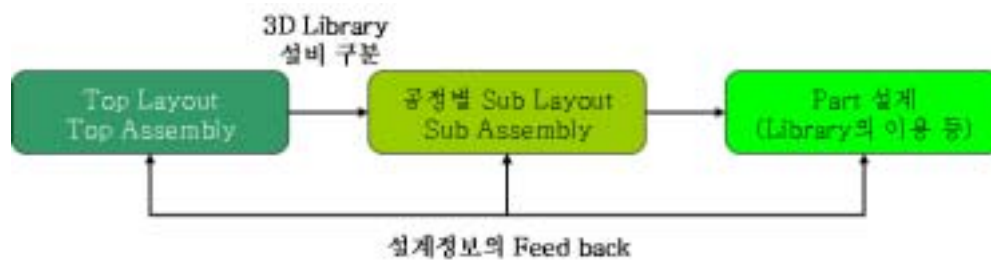 3D Library
설비 구분
Top Layout
Top Assembly
공정별 Sub Layout
Sub Assembly
Part 설계
(Library의 이용 등)
설계정보의 Feed back